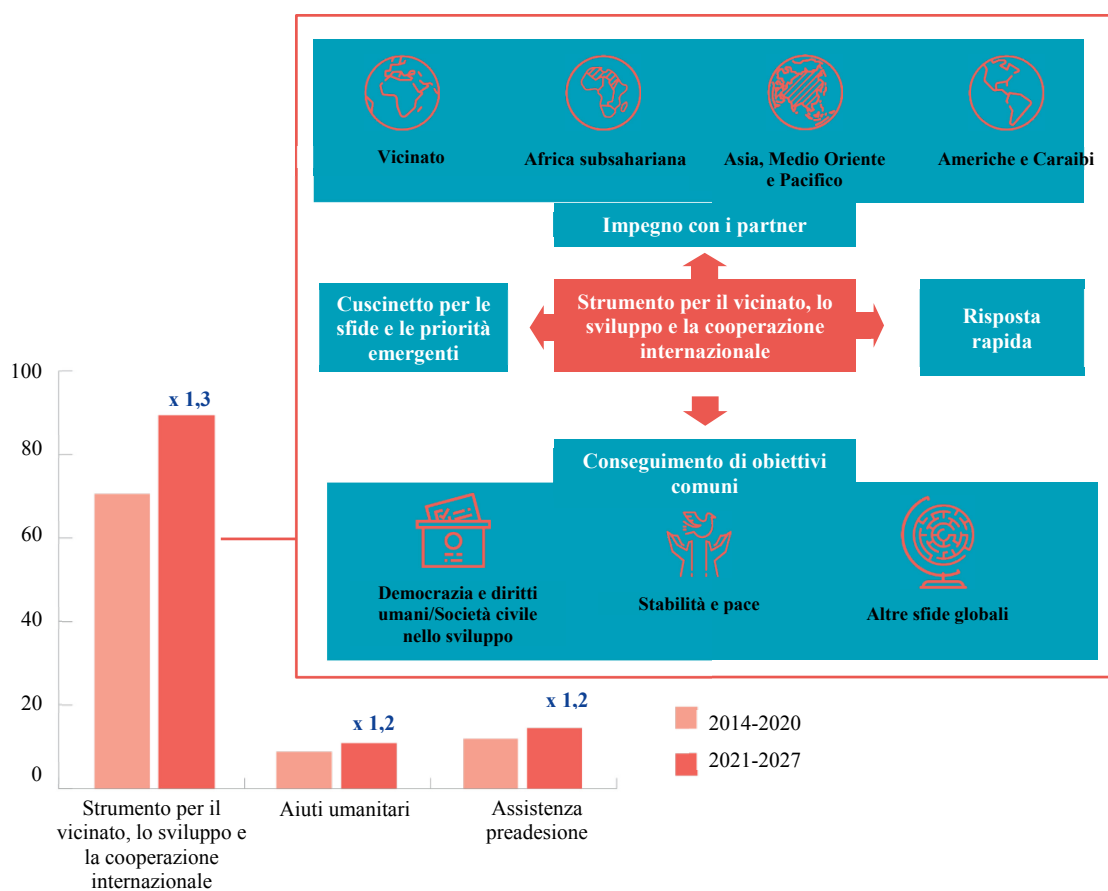 Vicinato
Africa subsahariana
Asia, Medio Oriente
e Pacifico
Americhe e Caraibi
Impegno con i partner
Cuscinetto per le
sfide e le priorità
emergenti
Strumento per il vicinato, lo
sviluppo e la cooperazione
internazionale
Risposta
rapida
Conseguimento di obiettivi
comuni
Democrazia e diritti
umani/Società civile
nello sviluppo
Stabilità e pace
Altre sfide globali
100
80
60
40
20
0
x 1,3
x 1,2
x 1,2
2014-2020
2021-2027
Strumento per il
vicinato, lo sviluppo e
la cooperazione
internazionale
Aiuti umanitari
Assistenza
preadesione